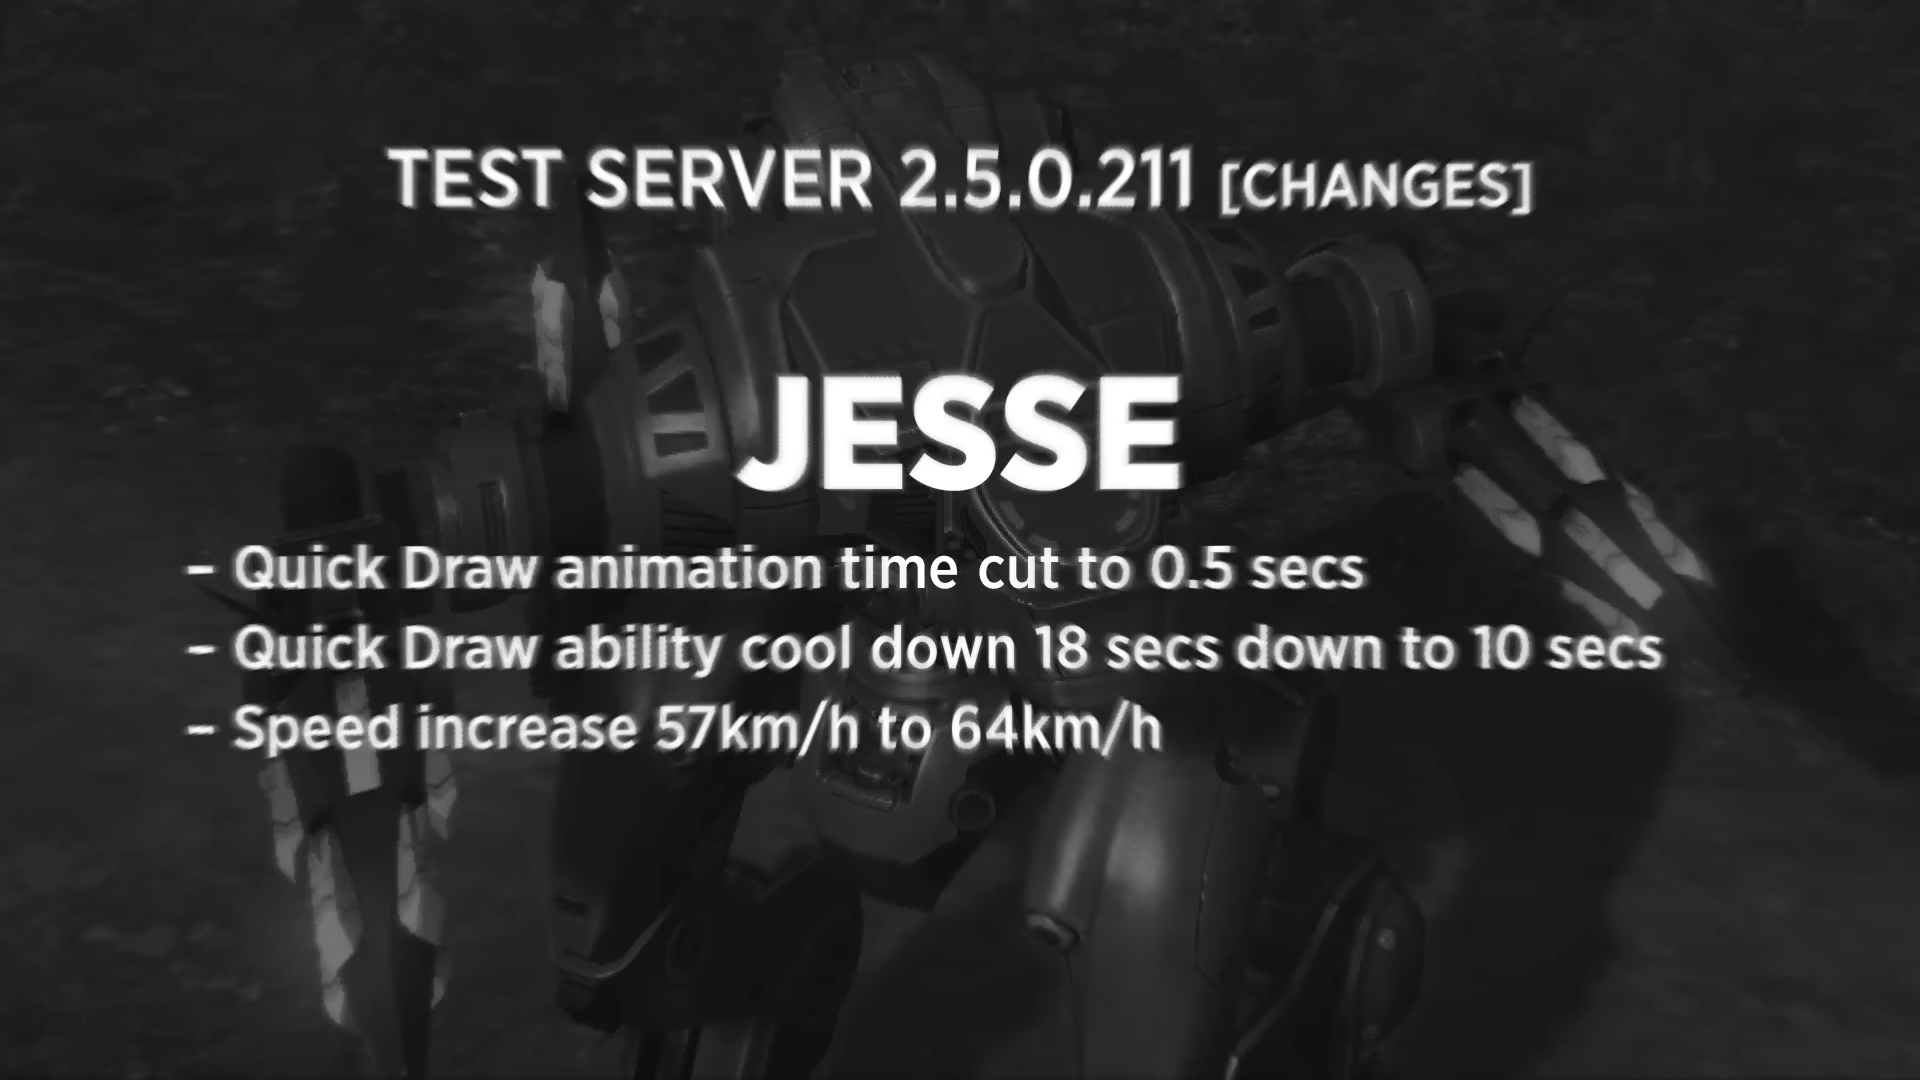 TEST SERVER 2.5.0.211 [CHANGES]
JESSE
- Quick Draw animation time cut to 0.5 secs
- Quick Draw ability cool down 18 secs down to 10 secs
- Speed increase 57km/h to 64km/h